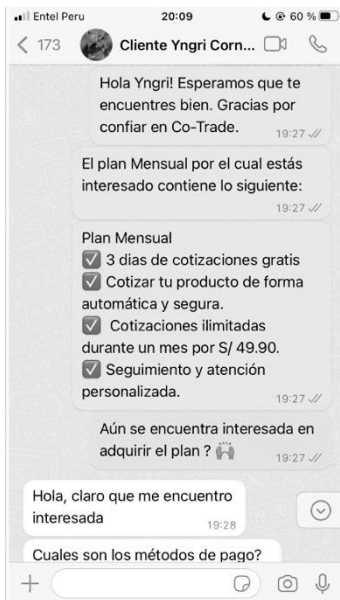 Entel Peru 20:09 60 %
173 Cliente Yngri Corn...
Hola Yngri! Esperamos que te
encuentres bien. Gracias por
confiar en Co-Trade.
19:27
El plan Mensual por el cual estás
interesado contiene lo siguiente:
19:27
Plan Mensual
✅ 3 dias de cotizaciones gratis
✅ Cotizar tu producto de forma
automática y segura.
✅ Cotizaciones ilimitadas
durante un mes por S/ 49.90.
✅ Seguimiento y atención
personalizada.
19:27
Aún se encuentra interesada en
adquirir el plan ? 🙌
19:27
Hola, claro que me encuentro
interesada
19:28
Cuales son los métodos de pago?